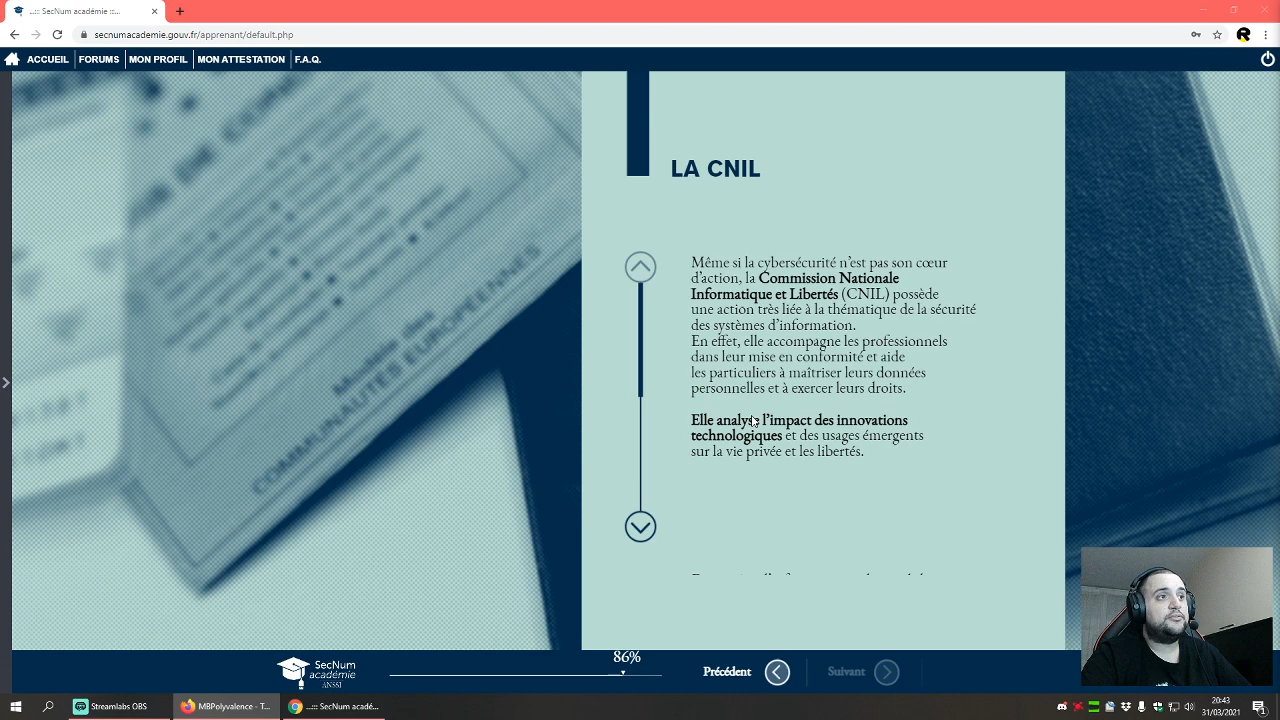 ..:: SecNum académie ::...
secnumacademie.gouv.fr/apprenant/default.php
ACCUEIL FORUMS MON PROFIL MON ATTESTATION F.A.Q.
COMMUNAUTÉS EUROPÉENNES
LA CNIL
Même si la cybersécurité n’est pas son cœur
d’action, la Commission Nationale
Informatique et Libertés (CNIL) possède
une action très liée à la thématique de la sécurité
des systèmes d’information.
En effet, elle accompagne les professionnels
dans leur mise en conformité et aide
les particuliers à maîtriser leurs données
personnelles et à exercer leurs droits.
Elle analyse l’impact des innovations
technologiques et des usages émergents
sur la vie privée et les libertés.
SecNum
académie
ANSSI
86%
Précédent
Suivant
Streamlabs OBS
MBPolyvalence - T...
..:: SecNum acadé...
20:43
31/03/2021